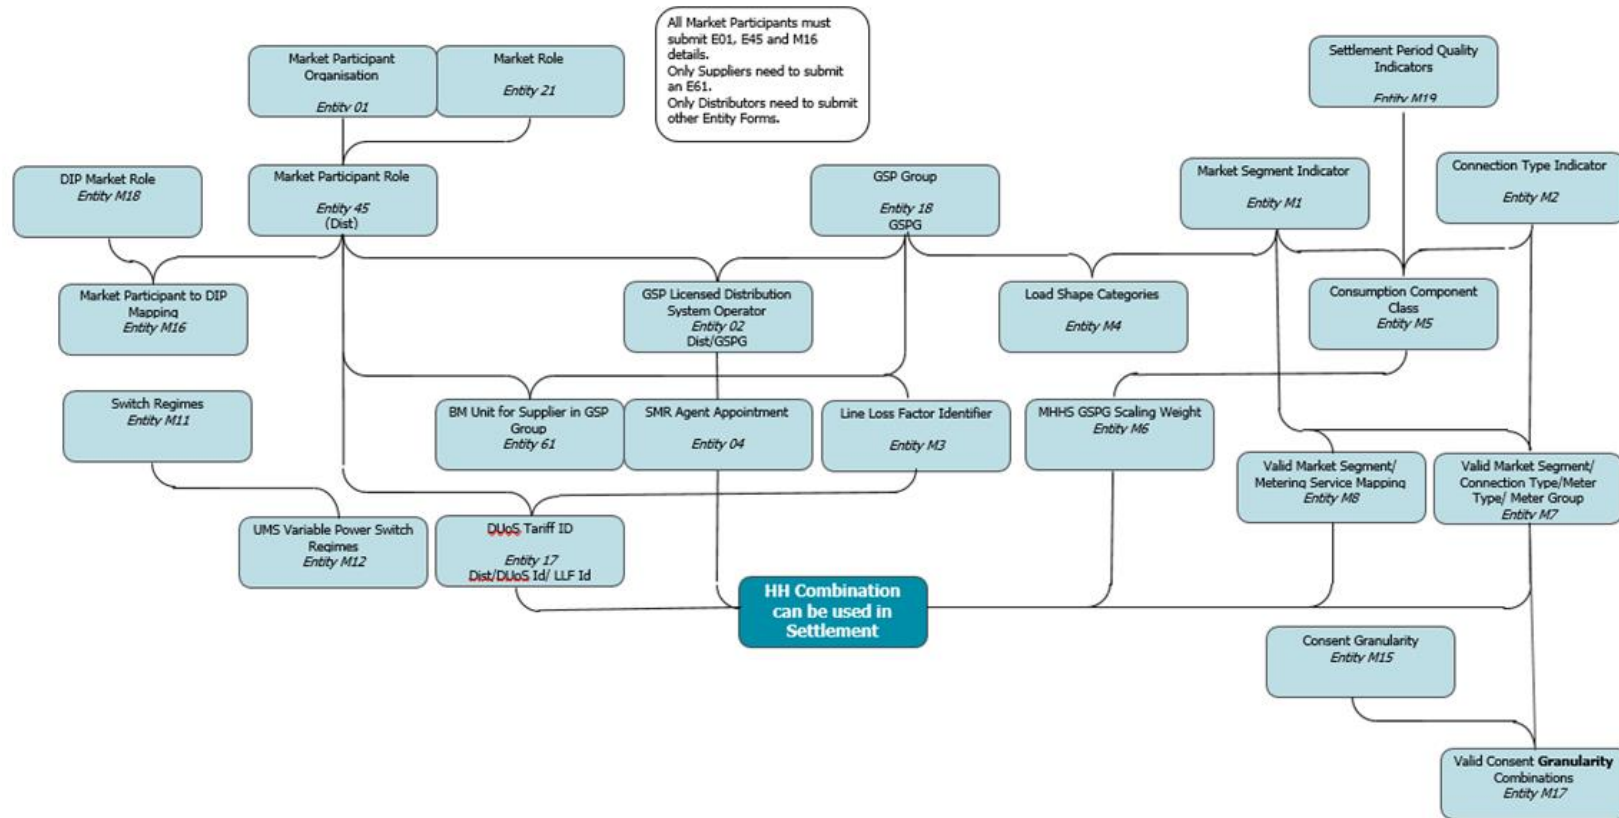 All Market Participants must
submit E01, E45 and M16
details.
Only Suppliers need to submit
an E61.
Only Distributors need to submit
other Entity Forms.
Market Participant
Organisation
Entity 01
Market Role
Entity 21
Settlement Period Quality
Indicators
Entity M19
DIP Market Role
Entity M18
Market Participant Role
Entity 45
(Dist)
GSP Group
Entity 18
GSPG
Market Segment Indicator
Entity M1
Connection Type Indicator
Entity M2
Market Participant to DIP
Mapping
Entity M16
GSP Licensed Distribution
System Operator
Entity 02
Dist/GSPG
Load Shape Categories
Entity M4
Consumption Component
Class
Entity M5
Switch Regimes
Entity M11
BM Unit for Supplier in GSP
Group
Entity 61
SMR Agent Appointment
Entity 04
Line Loss Factor Identifier
Entity M3
MHHS GSPG Scaling Weight
Entity M6
Valid Market Segment/
Metering Service Mapping
Entity M8
Valid Market Segment/
Connection Type/Meter
Type/ Meter Group
Entity M7
UMS Variable Power Switch
Regimes
Entity M12
DUoS Tariff ID
Entity 17
Dist/DUoS Id/ LLF Id
HH Combination
can be used in
Settlement
Consent Granularity
Entity M15
Valid Consent Granularity
Combinations
Entity M17